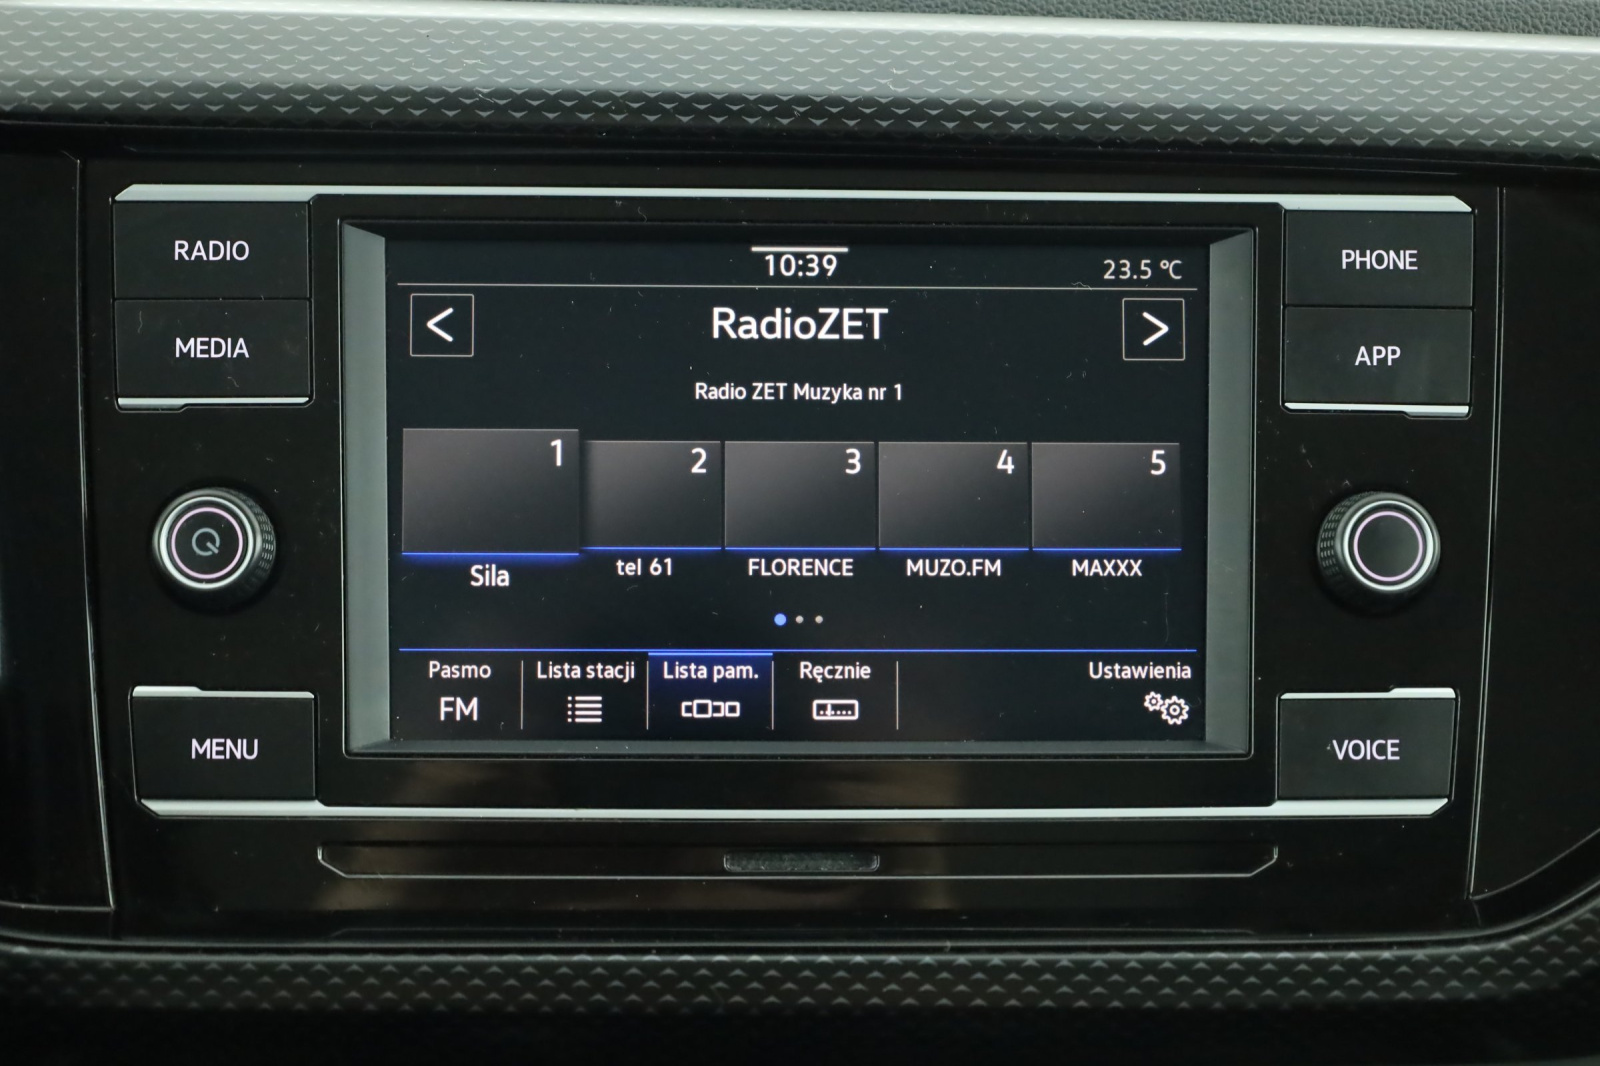 RADIO
MEDIA
MENU
PHONE
APP
VOICE
10:39
23.5 °C
<
RadioZET
>
Radio ZET Muzyka nr 1
1 2 3 4 5
Sila tel 61 FLORENCE MUZO.FM MAXXX
Pasmo Lista stacji Lista pam. Ręcznie Ustawienia
FM